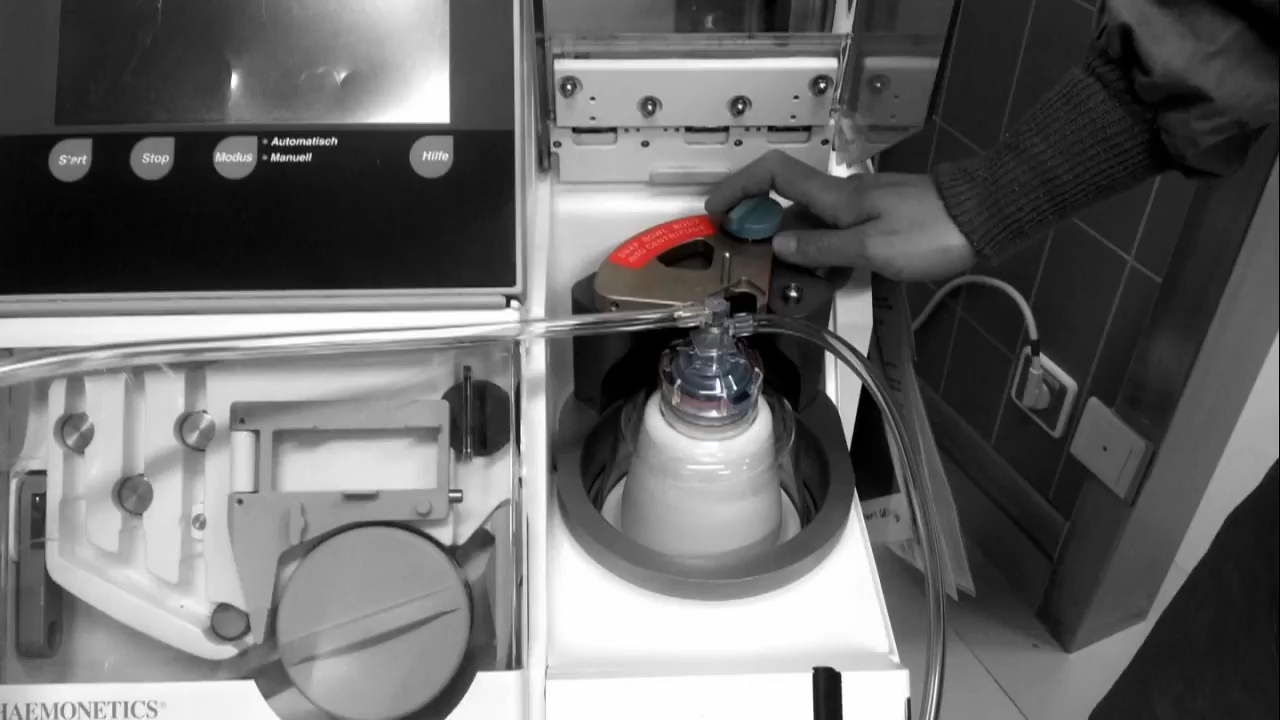 Start
Stop
Modus
• Automatisch
• Manuell
Hilfe
SNAP BOWL BODY
INTO CENTRIFUGE
HAEMONETICS®